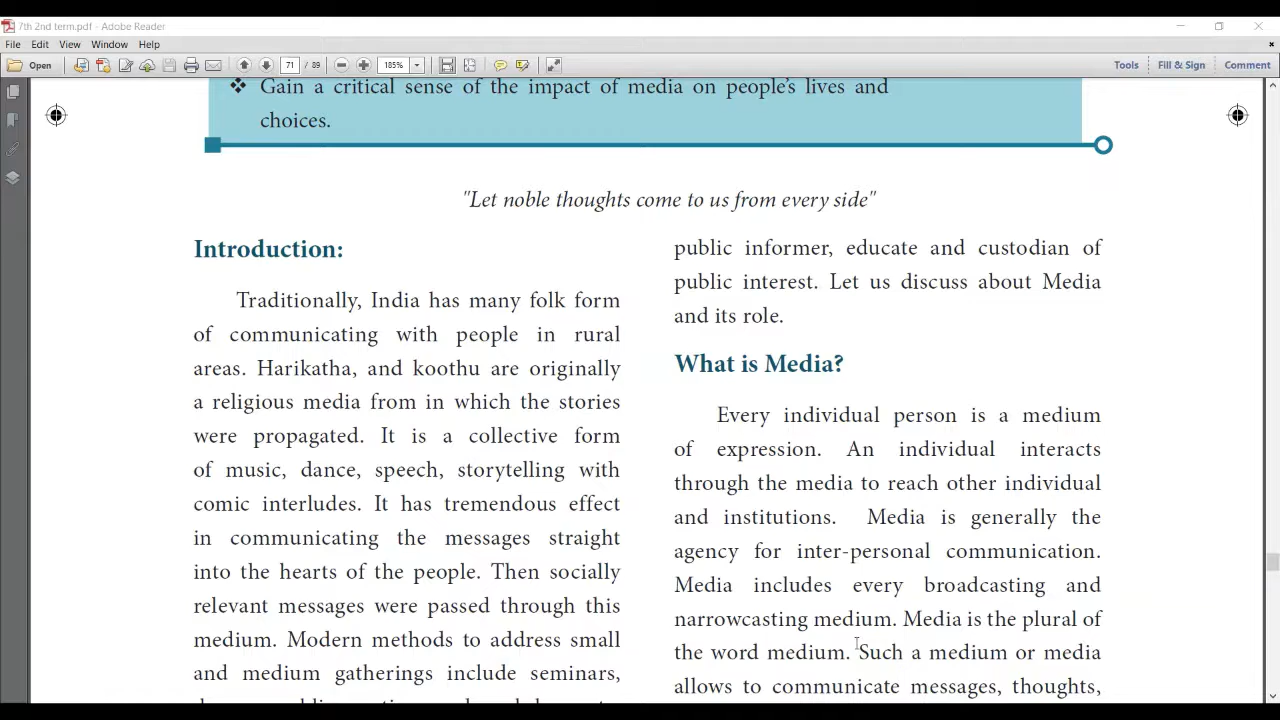 7th 2nd term.pdf - Adobe Reader
File Edit View Window Help
Open 71 / 89 185% Tools Fill & Sign Comment
❖ Gain a critical sense of the impact of media on people's lives and
choices.
"Let noble thoughts come to us from every side"
Introduction:
Traditionally, India has many folk form
of communicating with people in rural
areas. Harikatha, and koothu are originally
a religious media from in which the stories
were propagated. It is a collective form
of music, dance, speech, storytelling with
comic interludes. It has tremendous effect
in communicating the messages straight
into the hearts of the people. Then socially
relevant messages were passed through this
medium. Modern methods to address small
and medium gatherings include seminars,
public informer, educate and custodian of
public interest. Let us discuss about Media
and its role.
What is Media?
Every individual person is a medium
of expression. An individual interacts
through the media to reach other individual
and institutions. Media is generally the
agency for inter-personal communication.
Media includes every broadcasting and
narrowcasting medium. Media is the plural of
the word medium. Such a medium or media
allows to communicate messages, thoughts,